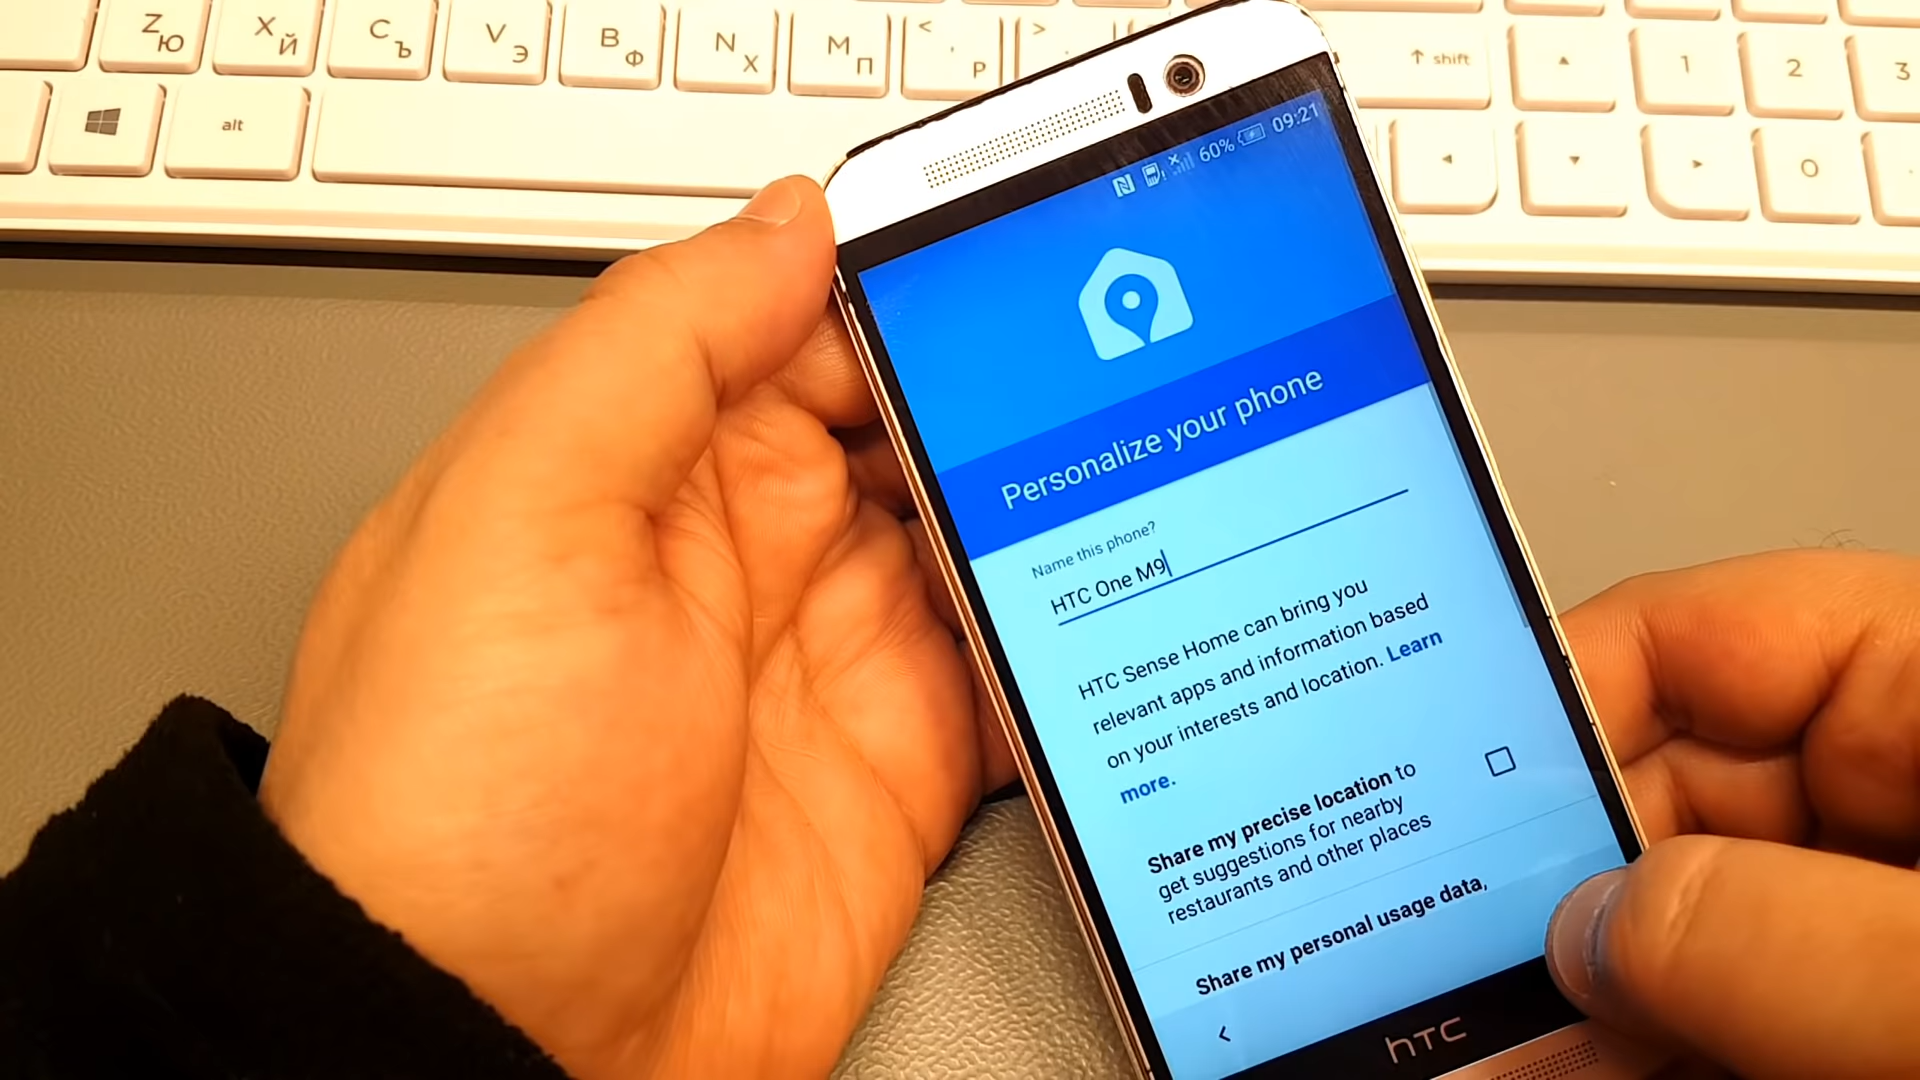 Z Ю
X Й
C Ъ
V Э
B Ф
N X
M П
< , Р
> .
↑ shift
1
2
3
alt
0
60% 09:21
Personalize your phone
Name this phone?
HTC One M9
HTC Sense Home can bring you
relevant apps and information based
on your interests and location. Learn
more.
Share my precise location to
get suggestions for nearby
restaurants and other places
Share my personal usage data,
hTC